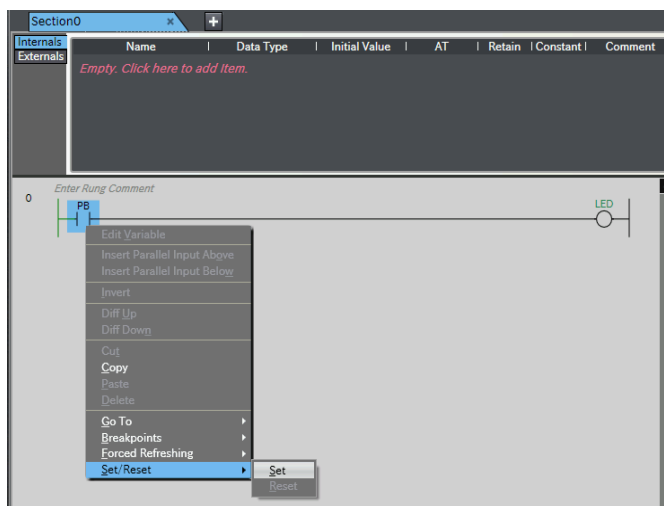 Section0 × +
Internals
Externals
Name Data Type Initial Value AT Retain Constant Comment
Empty. Click here to add Item.
Enter Rung Comment
0
PB
LED
Edit Variable
Insert Parallel Input Above
Insert Parallel Input Below
Invert
Diff Up
Diff Down
Cut
Copy
Paste
Delete
Go To
Breakpoints
Forced Refreshing
Set/Reset
Set
Reset